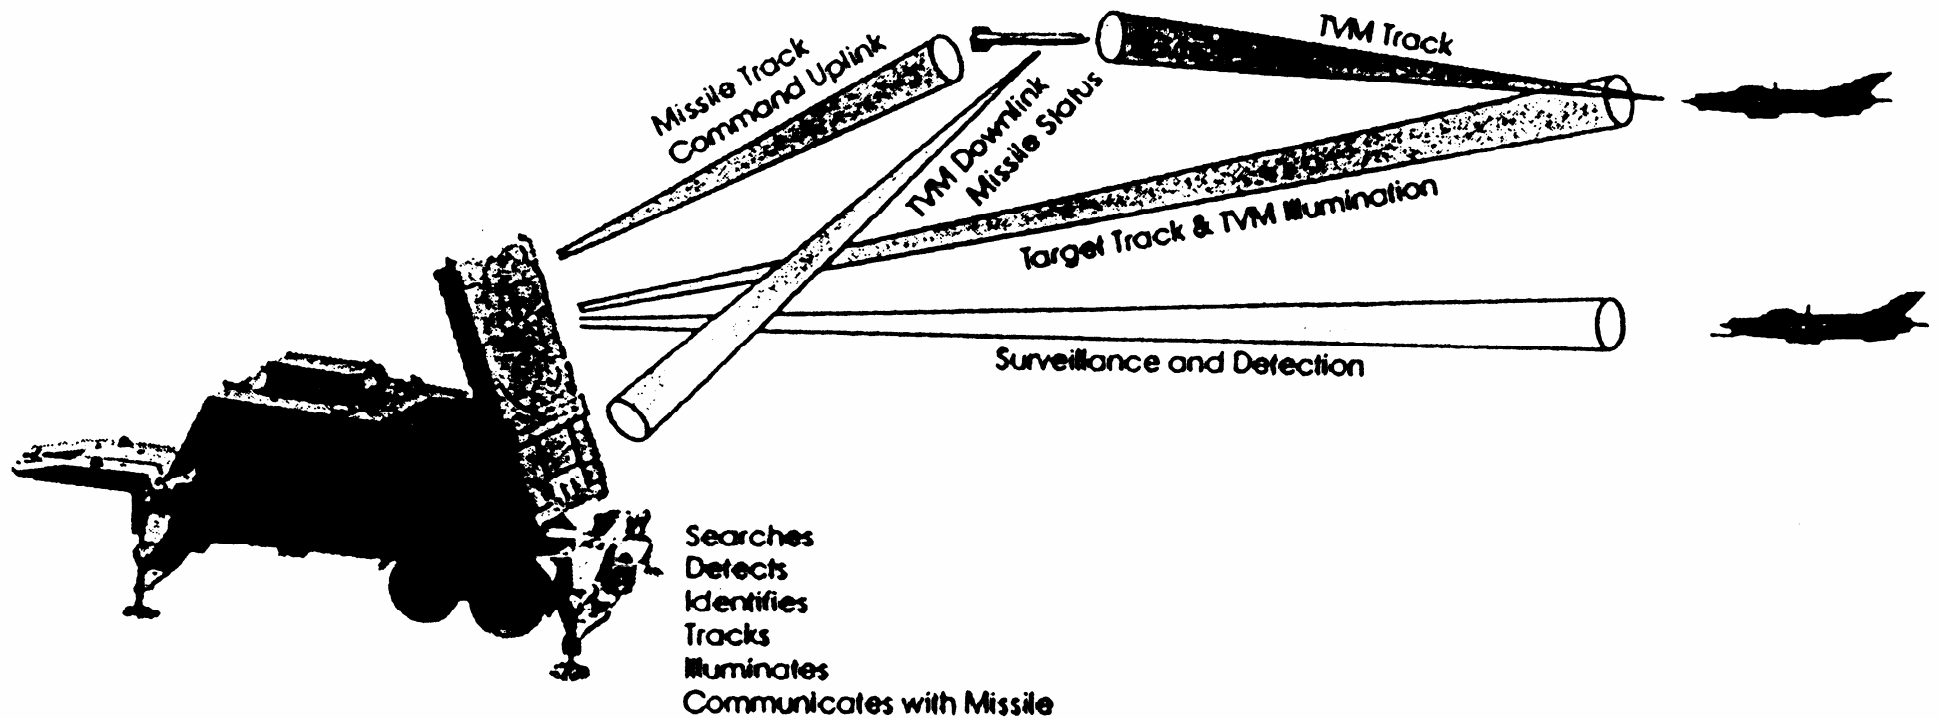 Missile Track
Command Uplink
TVM Track
TVM Downlink
Missile Status
Target Track & TVM Illumination
Surveillance and Detection
Searches
Detects
Identifies
Tracks
Illuminates
Communicates with Missile